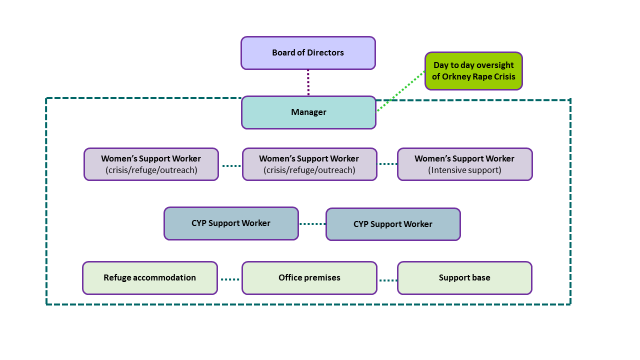 Board of Directors
Day to day oversight
of Orkney Rape Crisis
Manager
Women's Support Worker
(crisis/refuge/outreach)
Women's Support Worker
(crisis/refuge/outreach)
Women's Support Worker
(Intensive support)
CYP Support Worker
CYP Support Worker
Refuge accommodation
Office premises
Support base